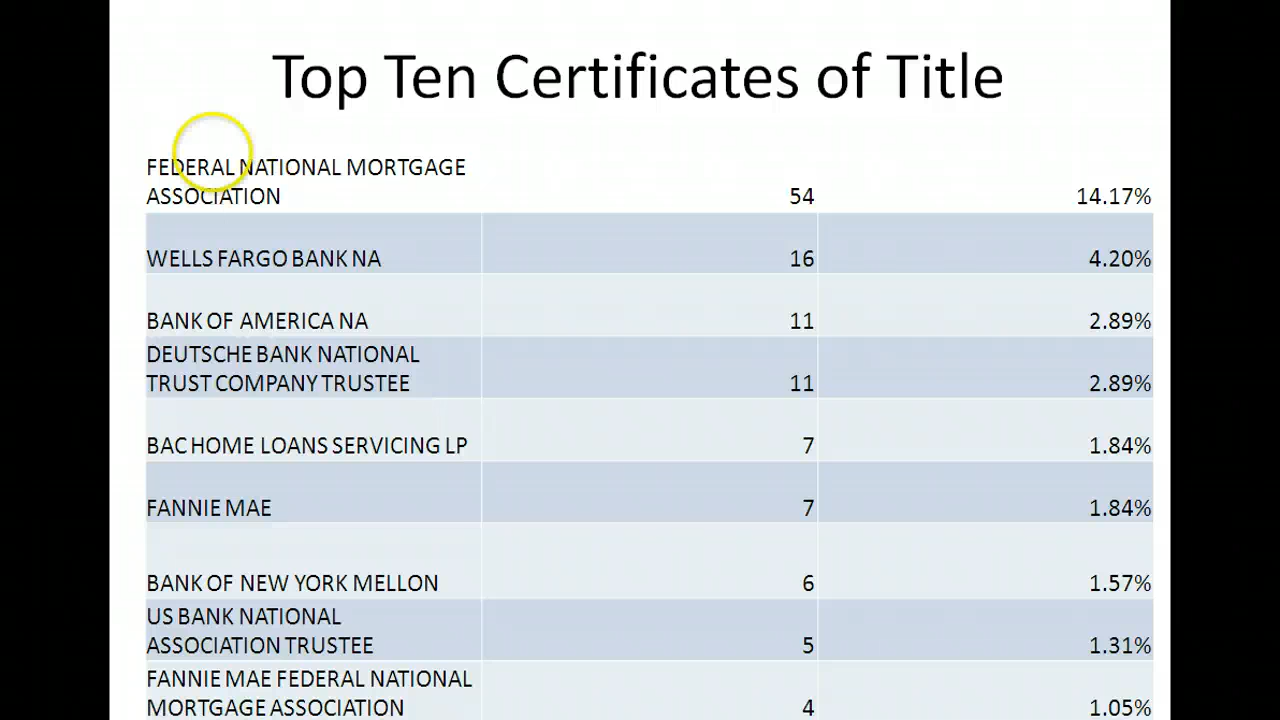 Top Ten Certificates of Title
FEDERAL NATIONAL MORTGAGE
ASSOCIATION 54 14.17%
WELLS FARGO BANK NA 16 4.20%
BANK OF AMERICA NA 11 2.89%
DEUTSCHE BANK NATIONAL
TRUST COMPANY TRUSTEE 11 2.89%
BAC HOME LOANS SERVICING LP 7 1.84%
FANNIE MAE 7 1.84%
BANK OF NEW YORK MELLON 6 1.57%
US BANK NATIONAL
ASSOCIATION TRUSTEE 5 1.31%
FANNIE MAE FEDERAL NATIONAL
MORTGAGE ASSOCIATION 4 1.05%